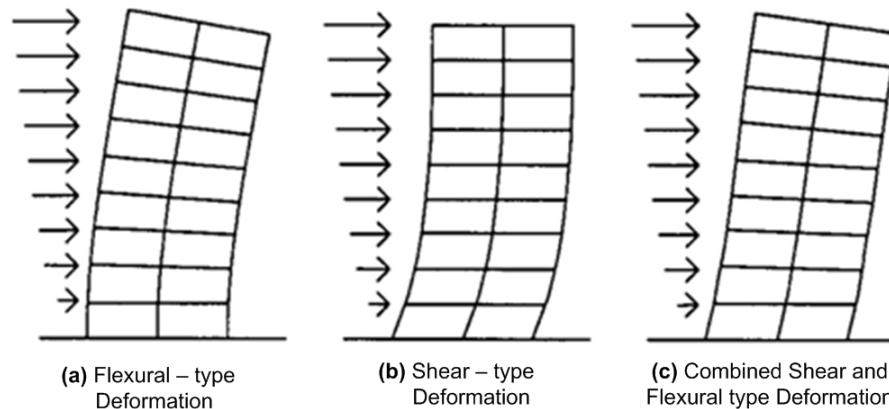 (a) Flexural – type
Deformation
(b) Shear – type
Deformation
(c) Combined Shear and
Flexural type Deformation